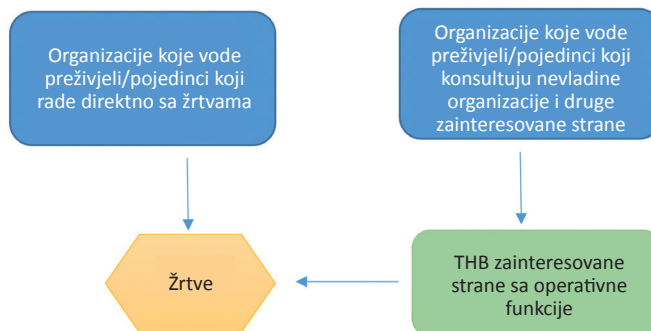 Organizacije koje vode
preživjeli/pojedinci koji
rade direktno sa žrtvama
Organizacije koje vode
preživjeli/pojedinci koji
konsultuju nevladine
organizacije i druge
zainteresovane strane
Žrtve
THB zainteresovane
strane sa operativne
funkcije